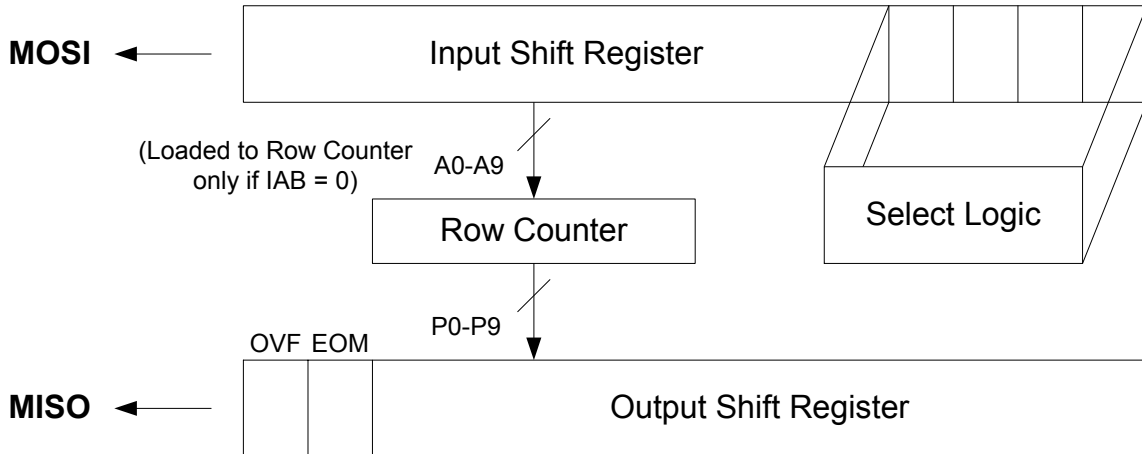 MOSI
Input Shift Register
(Loaded to Row Counter
only if IAB = 0)
A0-A9
Row Counter
Select Logic
P0-P9
OVF EOM
MISO
Output Shift Register